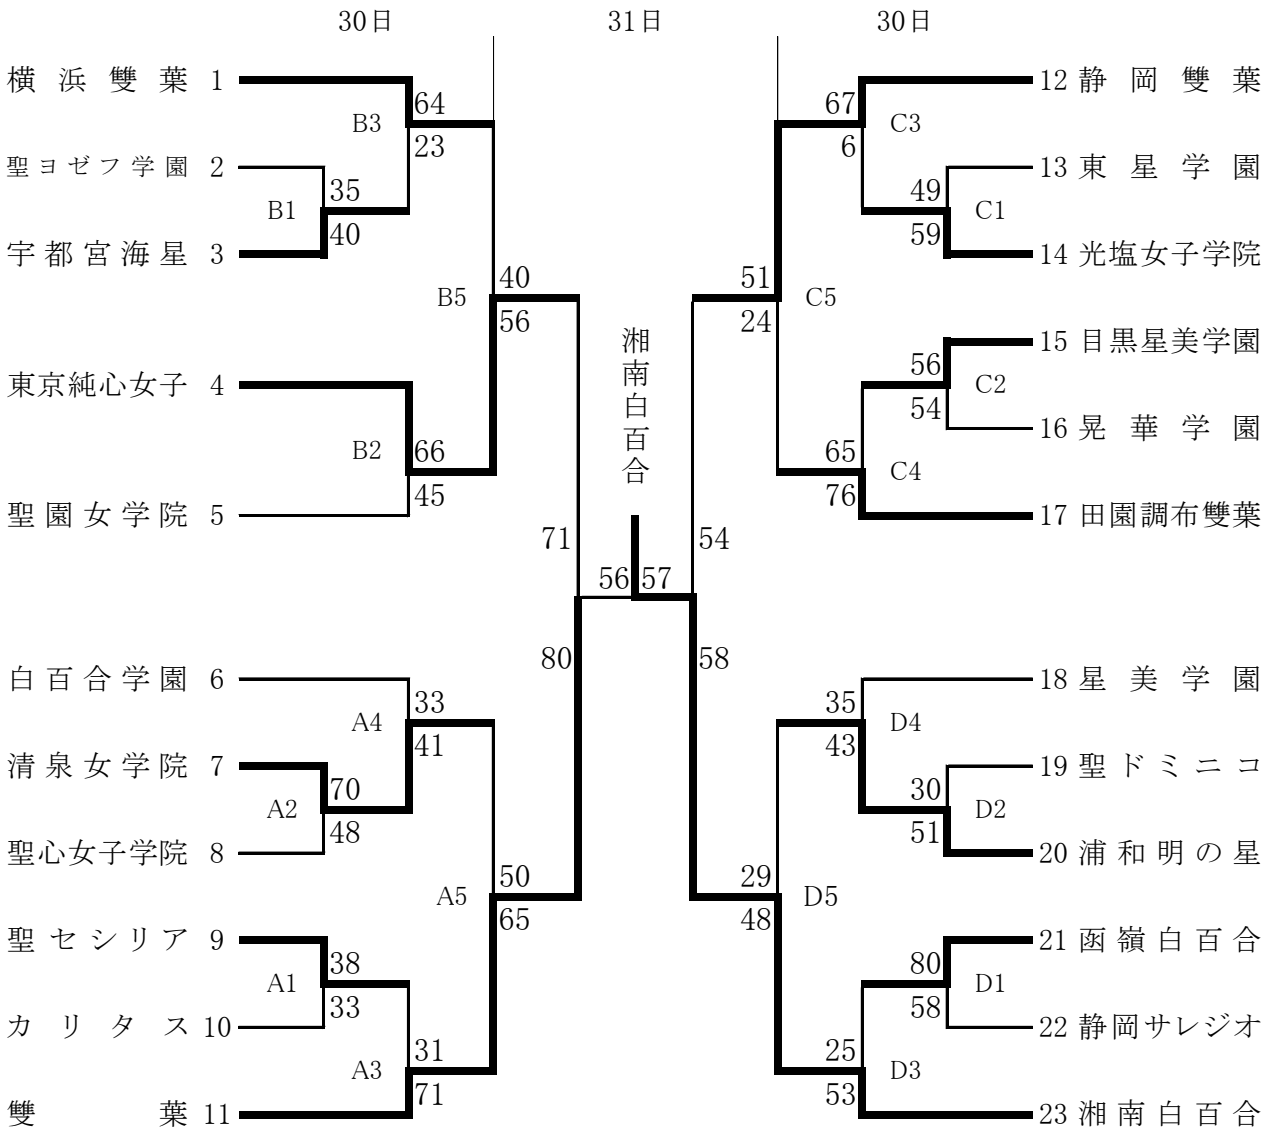 30日 31日 30日
横浜雙葉 1
64
B3
23
聖ヨゼフ学園 2
35
B1
40
宇都宮海星 3
40
B5
56
東京純心女子 4
66
B2
45
聖園女学院 5
71
80
白百合学園 6
33
A4
41
清泉女学院 7
70
A2
48
聖心女子学院 8
50
A5
65
聖セシリア 9
38
A1
33
カリタス 10
31
A3
71
雙葉 11
湘南白百合
56 57
54
58
12 静岡雙葉
67
C3
6
13 東星学園
49
C1
59
14 光塩女子学院
51
C5
24
15 目黒星美学園
56
C2
54
16 晃華学園
65
C4
76
17 田園調布雙葉
18 星美学園
35
D4
43
19 聖ドミニコ
30
D2
51
20 浦和明の星
29
D5
48
21 函嶺白百合
80
D1
58
22 静岡サレジオ
25
D3
53
23 湘南白百合